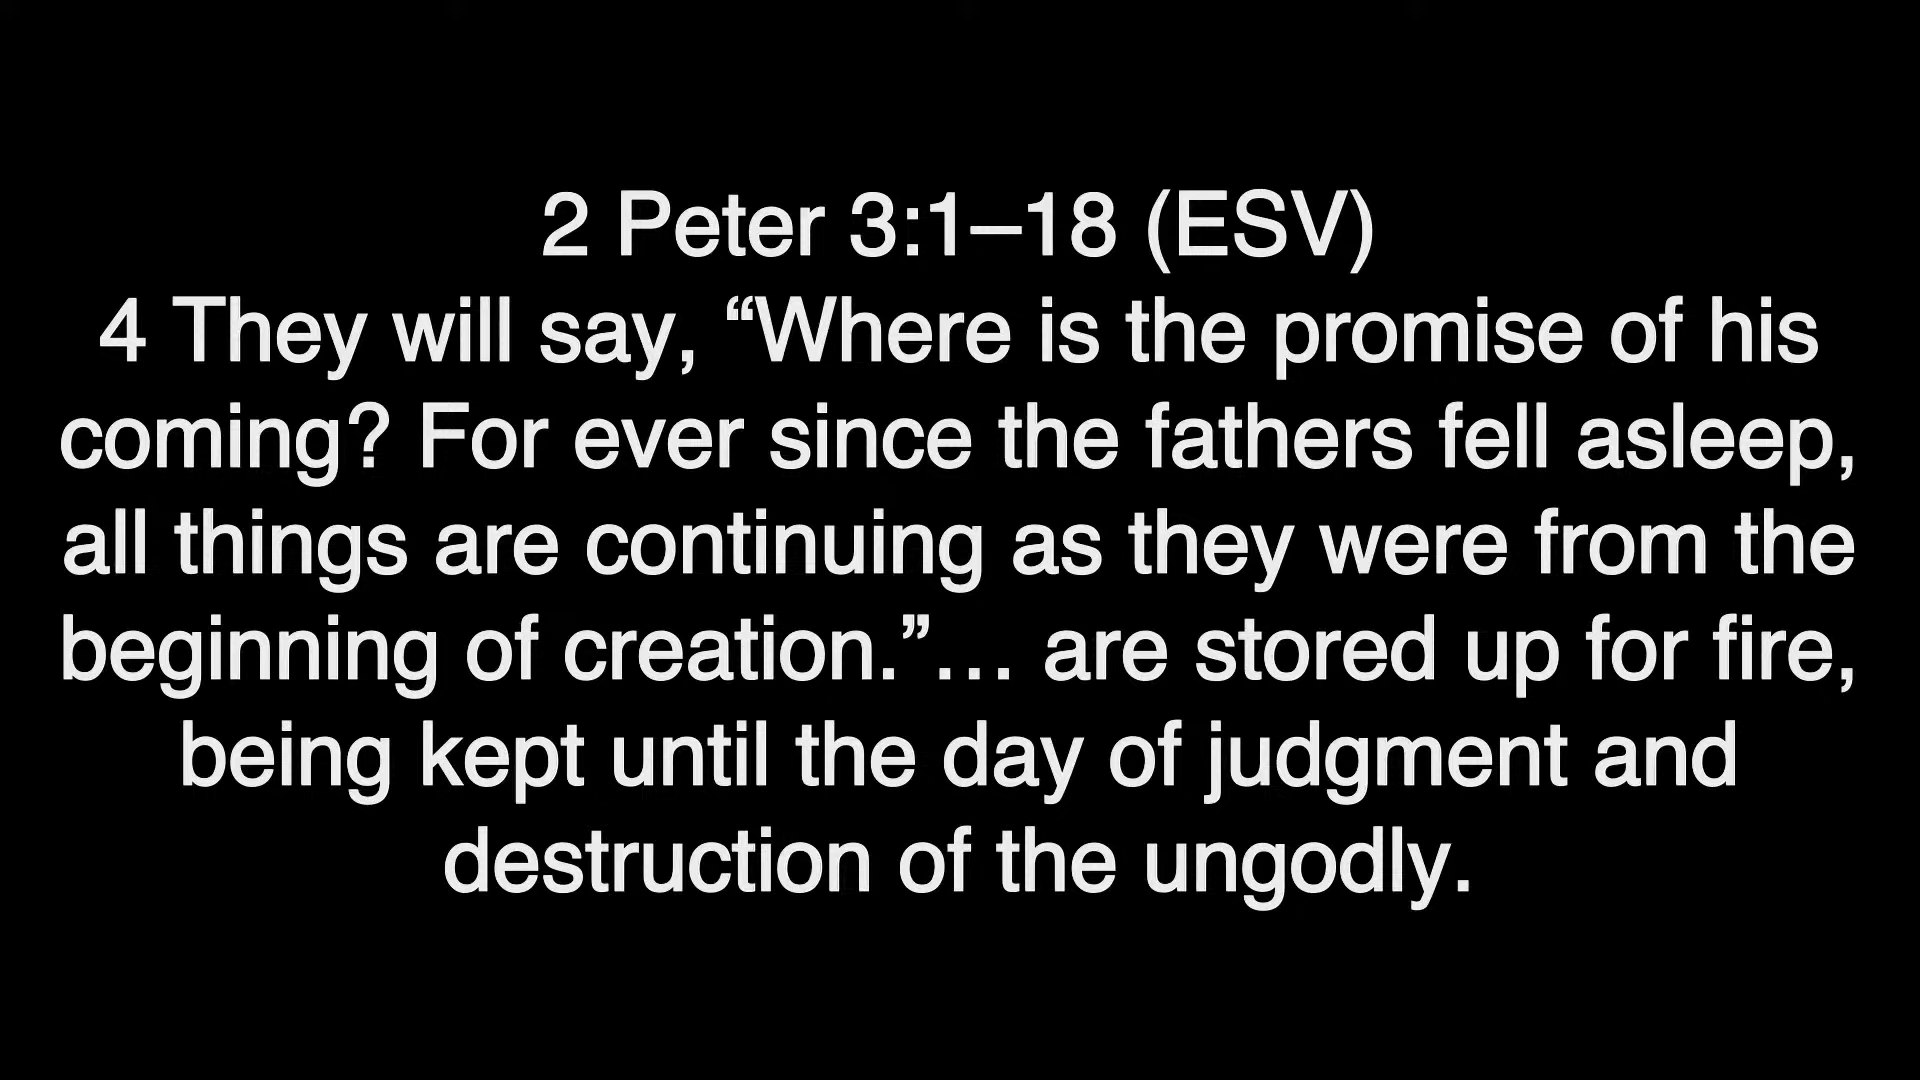 2 Peter 3:1–18 (ESV)
4 They will say, “Where is the promise of his
coming? For ever since the fathers fell asleep,
all things are continuing as they were from the
beginning of creation.”… are stored up for fire,
being kept until the day of judgment and
destruction of the ungodly.